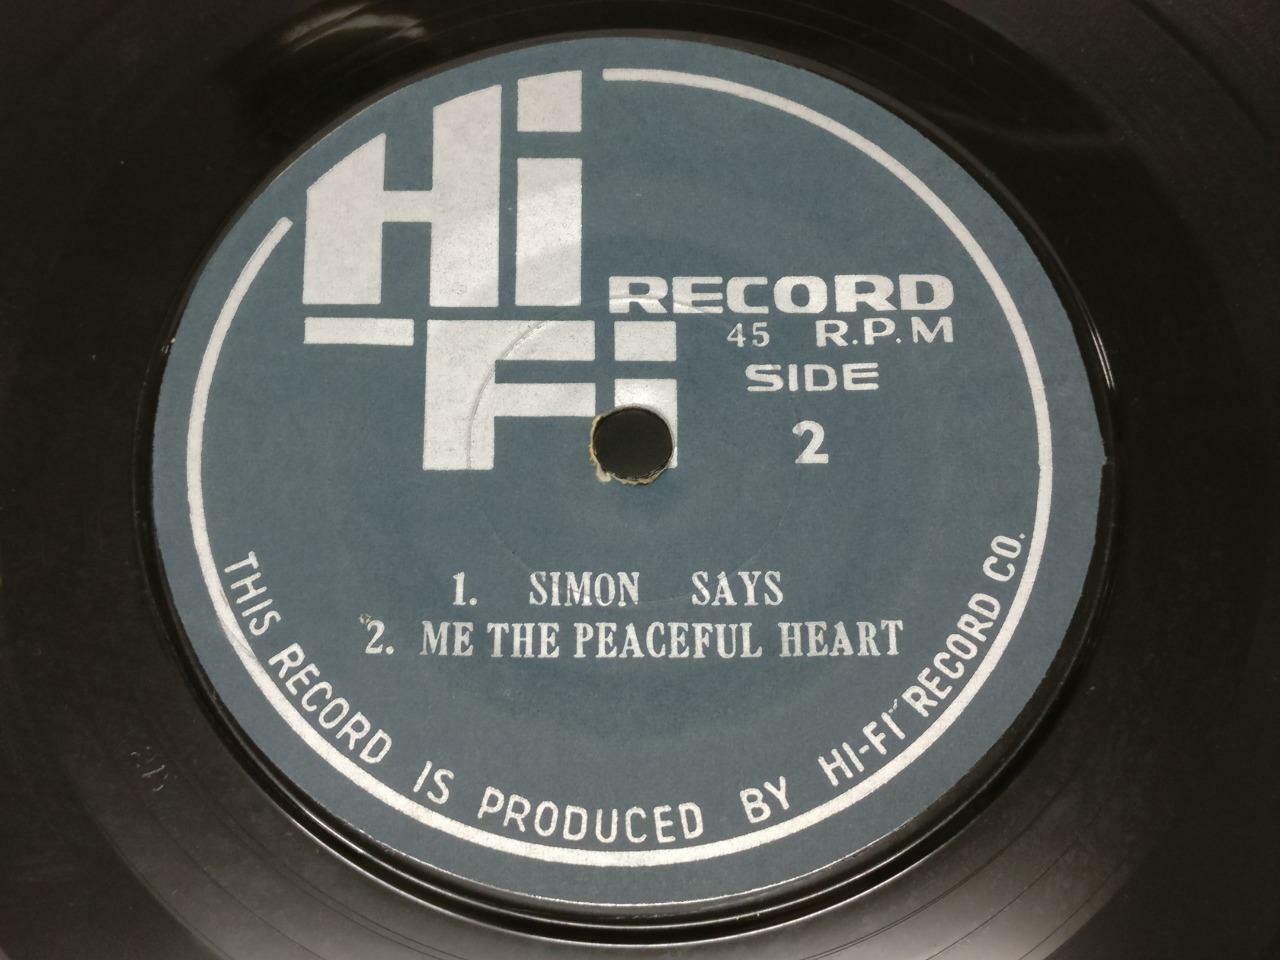 Hi
Fi
RECORD
45 R.P.M
SIDE
2
1. SIMON SAYS
2. ME THE PEACEFUL HEART
THIS RECORD IS PRODUCED BY HI-FI RECORD CO.